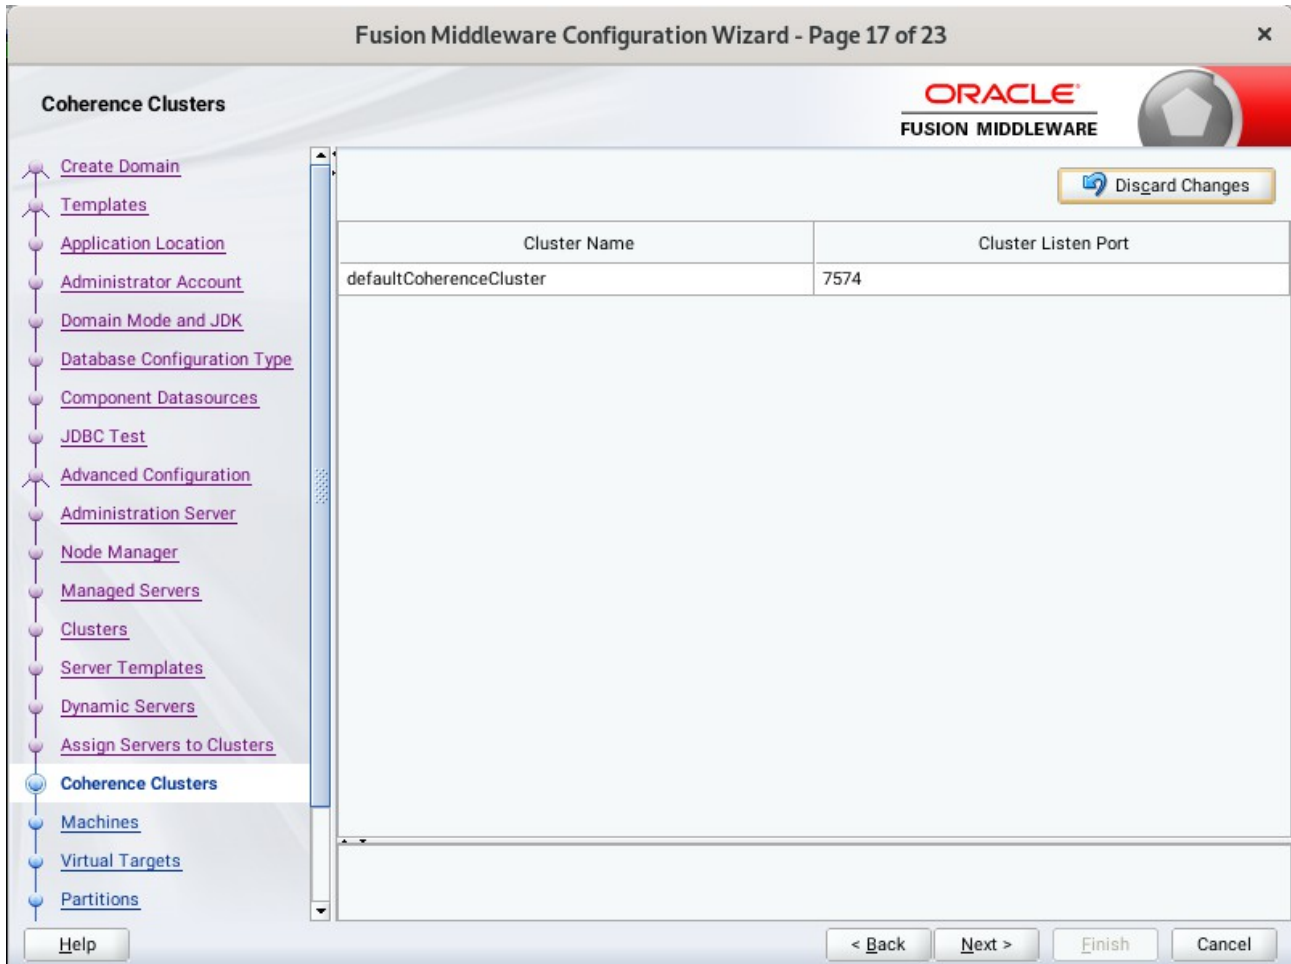 Fusion Middleware Configuration Wizard - Page 17 of 23
×
Coherence Clusters
ORACLE
FUSION MIDDLEWARE
Create Domain
Templates
Application Location
Administrator Account
Domain Mode and JDK
Database Configuration Type
Component Datasources
JDBC Test
Advanced Configuration
Administration Server
Node Manager
Managed Servers
Clusters
Server Templates
Dynamic Servers
Assign Servers to Clusters
Coherence Clusters
Machines
Virtual Targets
Partitions
Discard Changes
Cluster Name Cluster Listen Port
defaultCoherenceCluster 7574
Help < Back Next > Finish Cancel